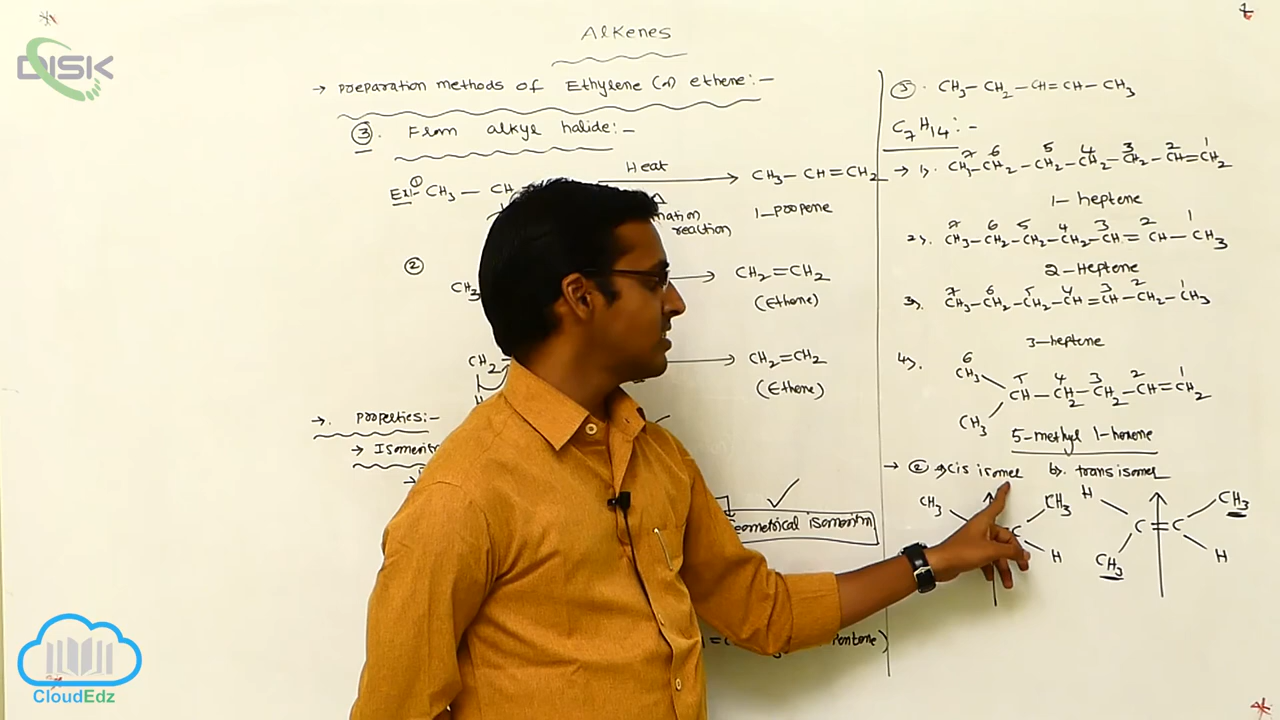 DISK
Alkenes
→ preparation methods of Ethylene (or) ethene:-
③. From alkyl halide:-
Ex:- ① CH3 — CH
Heat
CH3 — CH = CH2
△
reaction
1-propene
②
CH3
CH2 = CH2
(Ethene)
CH2
CH2 = CH2
(Ethene)
H
→. properties:-
→
✓
Geometrical isomerism
⑤. CH3 — CH2 — CH = CH — CH3
C7H14:-
→ 1). CH3 — CH2 — CH2 — CH2 — CH2 — CH = CH2
7 6 5 4 3 2 1
1- heptene
2). CH3 — CH2 — CH2 — CH2 — CH = CH — CH3
7 6 5 4 3 2 1
2-Heptene
3). CH3 — CH2 — CH2 — CH = CH — CH2 — CH3
7 6 5 4 3 2 1
3-heptene
4).
6 CH3
CH — CH2 — CH2 — CH = CH2
5 4 3 2 1
CH3
5-methyl 1-hexene
→ ② a) cis isomer b). trans isomer
CH3 CH3 H CH3
C C = C
H CH3 H
CloudEdz